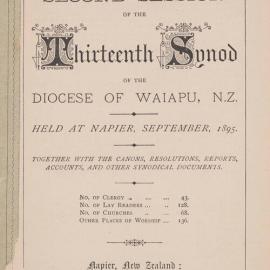 SECOND SESSION
OF THE
Thirteenth Synod
OF THE
DIOCESE OF WAIAPU, N.Z.
HELD AT NAPIER, SEPTEMBER, 1895.
TOGETHER WITH THE CANONS, RESOLUTIONS, REPORTS,
ACCOUNTS, AND OTHER SYNODICAL DOCUMENTS.
No. of Clergy ... ... ... 43.
No. of Lay Readers ... ... 128.
No. of Churches ... ... 68.
Other Places of Worship ... 136.
Napier, New Zealand: